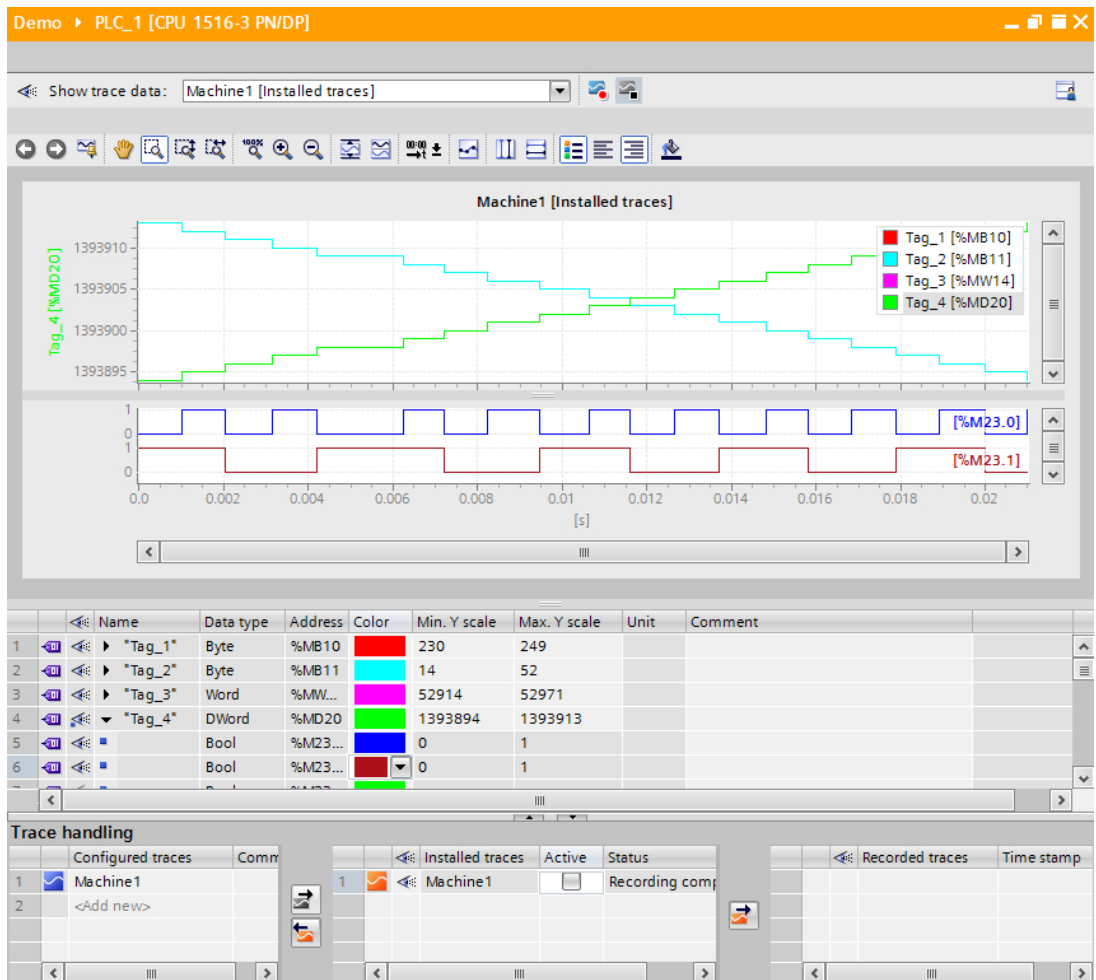 Demo PLC_1 [CPU 1516-3 PN/DP]
Show trace data: Machine1 [Installed traces]
100%
00:00
Machine1 [Installed traces]
Tag_4 [%MD20]
1393910
1393905
1393900
1393895
Tag_1 [%MB10]
Tag_2 [%MB11]
Tag_3 [%MW14]
Tag_4 [%MD20]
1
0
[%M23.0]
1
0
[%M23.1]
0.0 0.002 0.004 0.006 0.008 0.01 0.012 0.014 0.016 0.018 0.02
[s]
Name Data type Address Color Min. Y scale Max. Y scale Unit Comment
1 "Tag_1" Byte %MB10 230 249
2 "Tag_2" Byte %MB11 14 52
3 "Tag_3" Word %MW... 52914 52971
4 "Tag_4" DWord %MD20 1393894 1393913
5 Bool %M23... 0 1
6 Bool %M23... 0 1
Trace handling
Configured traces Comm
1 Machine1
2 <Add new>
Installed traces Active Status
1 Machine1 Recording comp
Recorded traces Time stamp